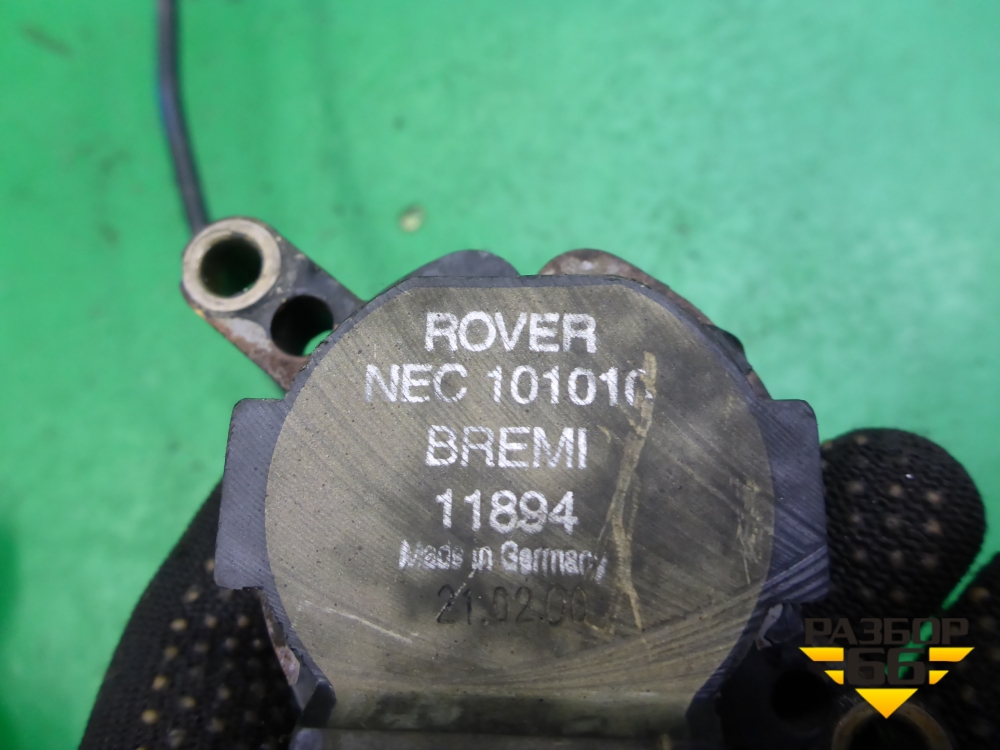 ROVER
NEC 101010
BREMI
11894
Made in Germany
21.02.00
РАЗБОР
66